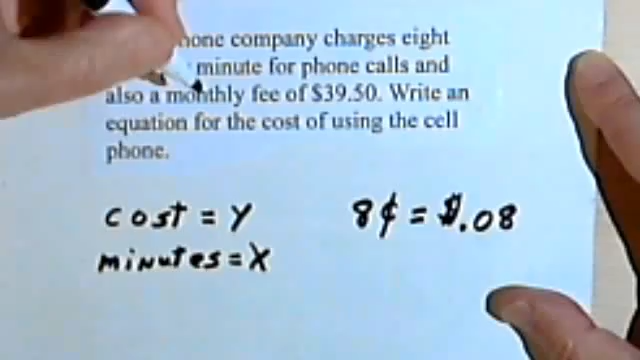 hone company charges eight
minute for phone calls and
also a monthly fee of $39.50. Write an
equation for the cost of using the cell
phone.
cost = Y
8¢ = $.08
minutes = X